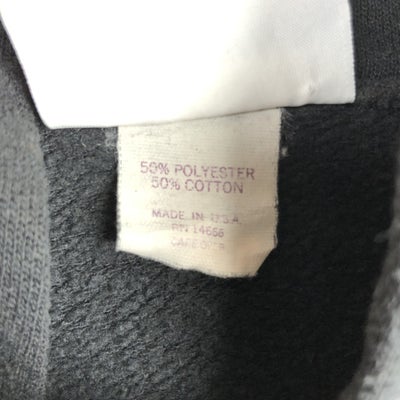 50% POLYESTER
50% COTTON
MADE IN U.S.A.
RN 14666
CARE OVER